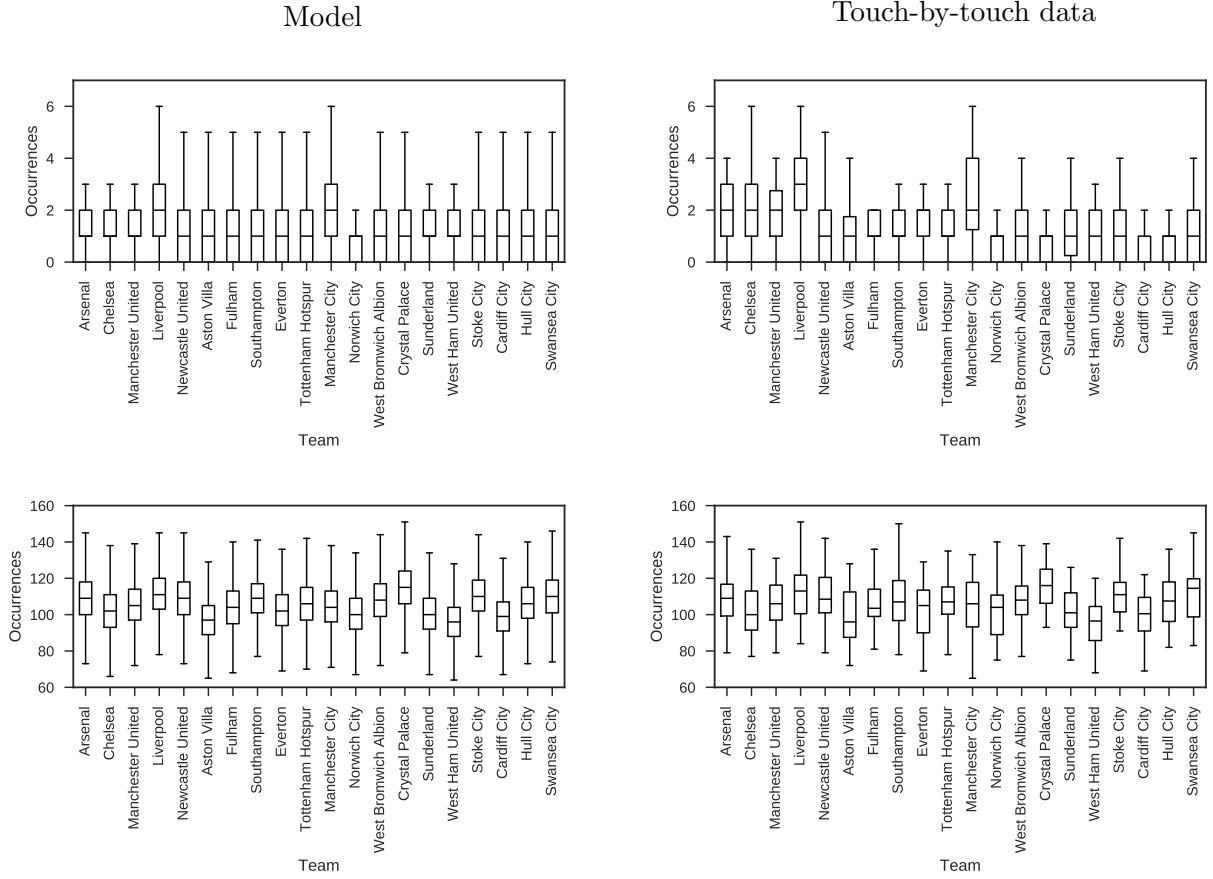 Model
Touch-by-touch data
Occurrences
6
4
2
0
Arsenal
Chelsea
Manchester United
Liverpool
Newcastle United
Aston Villa
Fulham
Southampton
Everton
Tottenham Hotspur
Manchester City
Norwich City
West Bromwich Albion
Crystal Palace
Sunderland
West Ham United
Stoke City
Cardiff City
Hull City
Swansea City
Team
Occurrences
6
4
2
0
Arsenal
Chelsea
Manchester United
Liverpool
Newcastle United
Aston Villa
Fulham
Southampton
Everton
Tottenham Hotspur
Manchester City
Norwich City
West Bromwich Albion
Crystal Palace
Sunderland
West Ham United
Stoke City
Cardiff City
Hull City
Swansea City
Team
Occurrences
160
140
120
100
80
60
Arsenal
Chelsea
Manchester United
Liverpool
Newcastle United
Aston Villa
Fulham
Southampton
Everton
Tottenham Hotspur
Manchester City
Norwich City
West Bromwich Albion
Crystal Palace
Sunderland
West Ham United
Stoke City
Cardiff City
Hull City
Swansea City
Team
Occurrences
160
140
120
100
80
60
Arsenal
Chelsea
Manchester United
Liverpool
Newcastle United
Aston Villa
Fulham
Southampton
Everton
Tottenham Hotspur
Manchester City
Norwich City
West Bromwich Albion
Crystal Palace
Sunderland
West Ham United
Stoke City
Cardiff City
Hull City
Swansea City
Team